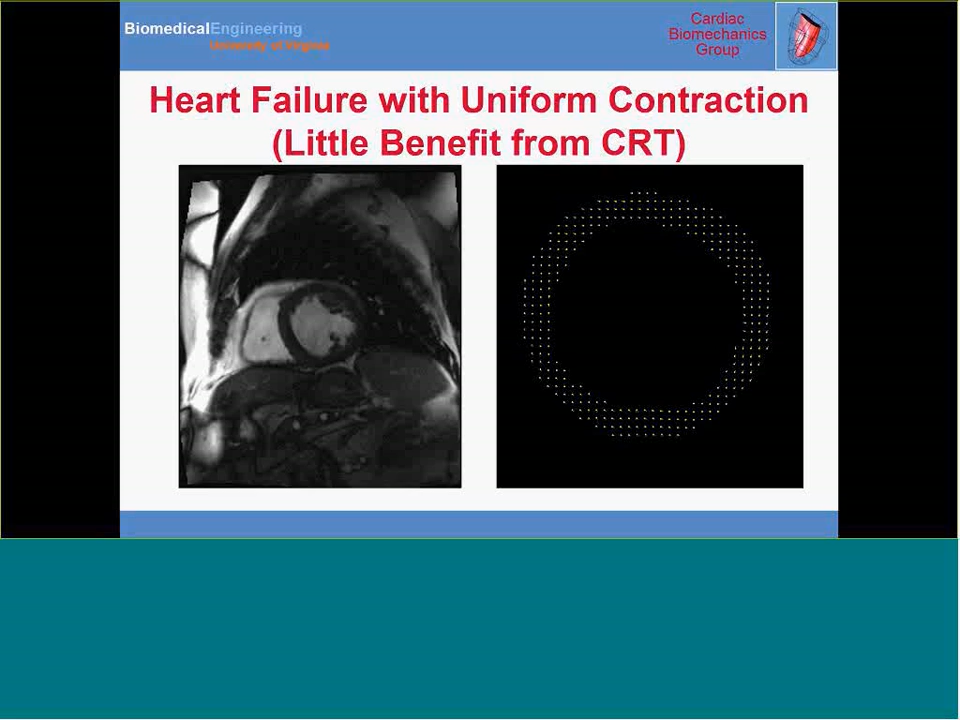 BiomedicalEngineering
University of Virginia
Cardiac
Biomechanics
Group
Heart Failure with Uniform Contraction
(Little Benefit from CRT)